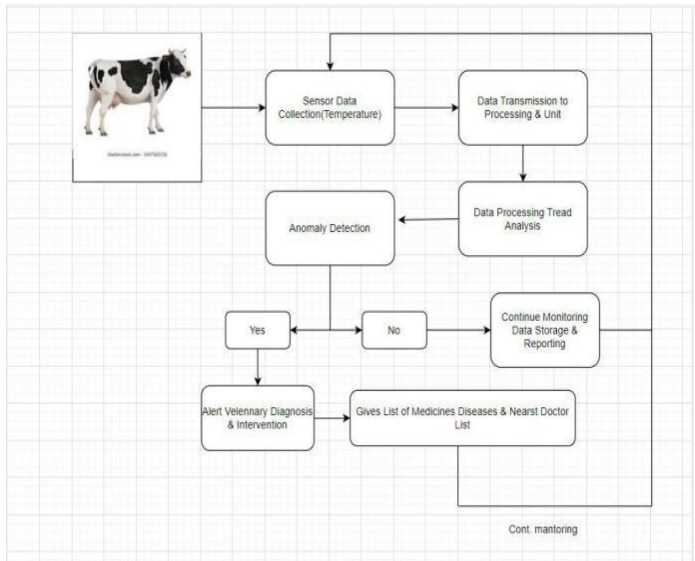 Sensor Data
Collection(Temperature)
Data Transmission to
Processing & Unit
Data Processing Tread
Analysis
Anomaly Detection
Yes
No
Continue Monitoring
Data Storage &
Reporting
Alert Velennary Diagnosis
& Intervention
Gives List of Medicines Diseases & Nearst Doctor
List
Cont. mantoring